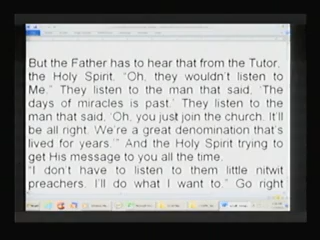 But the Father has to hear that from the Tutor,
the Holy Spirit, "Oh, they wouldn't listen to
Me." They listen to the man that said, 'The
days of miracles is past.' They listen to the
man that said, 'Oh, you just join the church. It'll
be all right. We're a great denomination that's
lived for years.'" And the Holy Spirit trying to
get His message to you all the time.
"I don't have to listen to them little nitwit
preachers. I'll do what I want to." Go right